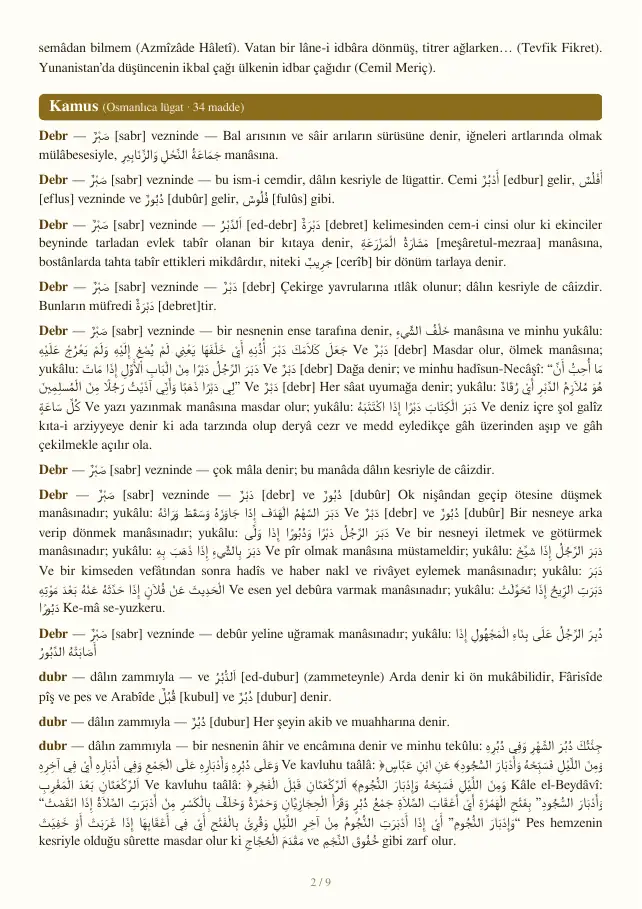 semâdan bilmem (Azmîzâde Hâletî). Vatan bir lâne-i idbâra dönmüş, titrer ağlarken… (Tevfik Fikret).
Yunanistan’da düşüncenin ikbal çağı ülkenin idbar çağıdır (Cemil Meriç).
Kamus (Osmanlıca lügat · 34 madde)
Debr — صَبْرٌ [sabr] vezninde — Bal arısının ve sâir arıların sürüsüne denir, iğneleri artlarında olmak
mülâbesesiyle, جَمَاعَةُ النَّحْلِ وَالزَّنَابِيرِ manâsına.
Debr — صَبْرٌ [sabr] vezninde — bu ism-i cemdir, dâlın kesriyle de lügattir. Cemi أَدْبُرٌ [edbur] gelir, أَفْلُسٌ
[eflus] vezninde ve دُبُورٌ [dubûr] gelir, فُلُوسٌ [fulûs] gibi.
Debr — صَبْرٌ [sabr] vezninde — اَلدَّبْرُ [ed-debr] دَبْرَةٌ [debret] kelimesinden cem-i cinsi olur ki ekinciler
beyninde tarladan evlek tabîr olanan bir kıtaya denir, مَشَارَةُ الْمَزْرَعَةِ [meşâretul-mezraa] manâsına,
bostânlarda tahta tabîr ettikleri mikdârdır, niteki جَرِيبٌ [cerîb] bir dönüm tarlaya denir.
Debr — صَبْرٌ [sabr] vezninde — دَبْرٌ [debr] Çekirge yavrularına ıtlâk olunur; dâlın kesriyle de câizdir.
Bunların müfredi دَبْرَةٌ [debret]tir.
Debr — صَبْرٌ [sabr] vezninde — bir nesnenin ense tarafına denir, خَلْفُ الشَّيْءِ manâsına ve minhu yukâlu:
جَعَلَ كَلَامَكَ دَبْرَ أُذُنِهِ أَيْ خَلْفَهَا يَعْنِي لَمْ يُصْغِ إِلَيْهِ وَلَمْ يَعْرُجْ عَلَيْهِ Ve دَبْرٌ [debr] Masdar olur, ölmek manâsına;
yukâlu: دَبَرَ الرَّجُلُ دَبْرًا مِنَ الْبَابِ الْأَوَّلِ إِذَا مَاتَ Ve دَبْرٌ [debr] Dağa denir; ve minhu hadîsun-Necâşî: “مَا أُحِبُّ أَنَّ
لِي دَبْرًا ذَهَبًا وَأَنِّي آذَيْتُ رَجُلًا مِنَ الْمُسْلِمِينَ” Ve دَبْرٌ [debr] Her sâat uyumağa denir; yukâlu: هُوَ مُلَازِمُ الدَّبْرِ أَيْ رُقَادِ
كُلِّ سَاعَةٍ Ve yazı yazınmak manâsına masdar olur; yukâlu: دَبَرَ الْكِتَابَ دَبْرًا إِذَا اكْتَتَبَهُ Ve deniz içre şol galîz
kıta-i arziyyeye denir ki ada tarzında olup deryâ cezr ve medd eyledikçe gâh üzerinden aşıp ve gâh
çekilmekle açılır ola.
Debr — صَبْرٌ [sabr] vezninde — çok mâla denir; bu manâda dâlın kesriyle de câizdir.
Debr — صَبْرٌ [sabr] vezninde — دَبْرٌ [debr] ve دُبُورٌ [dubûr] Ok nişândan geçip ötesine düşmek
manâsınadır; yukâlu: دَبَرَ السَّهْمُ الْهَدَفَ إِذَا جَاوَزَهُ وَسَقَطَ وَرَائَهُ Ve دَبْرٌ [debr] ve دُبُورٌ [dubûr] Bir nesneye arka
verip dönmek manâsınadır; yukâlu: دَبَرَ الرَّجُلُ دَبْرًا وَدُبُورًا إِذَا وَلَّى Ve bir nesneyi iletmek ve götürmek
manâsınadır; yukâlu: دَبَرَ بِالشَّيْءِ إِذَا ذَهَبَ بِهِ Ve pîr olmak manâsına müstameldir; yukâlu: دَبَرَ الرَّجُلُ إِذَا شَيَّخَ
Ve bir kimseden vefâtından sonra hadîs ve haber nakl ve rivâyet eylemek manâsınadır; yukâlu: دَبَرَ
الْحَدِيثَ عَنْ فُلَانٍ إِذَا حَدَّثَهُ عَنْهُ بَعْدَ مَوْتِهِ Ve esen yel debûra varmak manâsınadır; yukâlu: دَبَرَتِ الرِّيحُ إِذَا تَحَوَّلَتْ
دَبُورًا Ke-mâ se-yuzkeru.
Debr — صَبْرٌ [sabr] vezninde — debûr yeline uğramak manâsınadır; yukâlu: دُبِرَ الرَّجُلُ عَلَى بِنَاءِ الْمَجْهُولِ إِذَا
أَصَابَتْهُ الدَّبُورُ
dubr — dâlın zammıyla — ve اَلدُّبُرُ [ed-dubur] (zammeteynle) Arda denir ki ön mukâbilidir, Fârisîde
pîş ve pes ve Arabîde قُبُلٌ [kubul] ve دُبُرٌ [dubur] denir.
dubr — dâlın zammıyla — دُبُرٌ [dubur] Her şeyin akib ve muahharına denir.
dubr — dâlın zammıyla — bir nesnenin âhir ve encâmına denir ve minhu tekûlu: جِئْتُكَ دُبُرَ الشَّهْرِ وَفِي دُبُرِهِ
وَعَلَى دُبُرِهِ وَأَدْبَارِهِ عَلَى الْجَمْعِ وَفِي أَدْبَارِهِ أَيْ فِي آخِرِهِ Ve kavluhu taâlâ: ﴿وَمِنَ اللَّيْلِ فَسَبِّحْهُ وَأَدْبَارَ السُّجُودِ﴾ عَنِ ابْنِ عَبَّاسٍ
اَلرَّكْعَتَانِ بَعْدَ الْمَغْرِبِ Ve kavluhu taâlâ: ﴿وَمِنَ اللَّيْلِ فَسَبِّحْهُ وَإِدْبَارَ النُّجُومِ﴾ اَلرَّكْعَتَانِ قَبْلَ الْفَجْرِ Kâle el-Beydâvî:
“وَأَدْبَارَ السُّجُودِ” بِفَتْحِ الْهَمْزَةِ أَيْ أَعْقَابَ الصَّلَاةِ جَمْعُ دُبُرٍ وَقَرَأَ الْحِجَازِيَّانِ وَحَمْزَةُ وَخَلَفٌ بِالْكَسْرِ مِنْ أَدْبَرَتِ الصَّلَاةُ إِذَا انْقَضَتْ
“وَإِدْبَارَ النُّجُومِ” أَيْ إِذَا أَدْبَرَتِ النُّجُومُ مِنْ آخِرِ اللَّيْلِ وَقُرِئَ بِالْفَتْحِ أَيْ فِي أَعْقَابِهَا إِذَا غَرَبَتْ أَوْ خَفِيَتْ Pes hemzenin
kesriyle olduğu sûrette masdar olur ki مَقْدَمَ الْحُجَّاجِ ve خُفُوقَ النَّجْمِ gibi zarf olur.
2 / 9